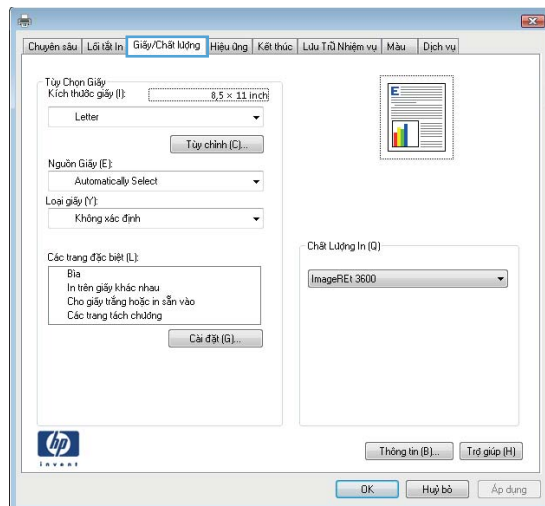 Chuyên sâu Lối tắt In Giấy/Chất lượng Hiệu ứng Kết thúc Lưu Trữ Nhiệm vụ Màu Dịch vụ
Tùy Chọn Giấy
Kích thước giấy (I): 8,5 × 11 inch
Letter
Tùy chỉnh (C)...
Nguồn Giấy (E):
Automatically Select
Loại giấy (Y):
Không xác định
Các trang đặc biệt (L):
Bìa
In trên giấy khác nhau
Cho giấy trắng hoặc in sẵn vào
Các trang tách chương
Cài đặt (G)...
E
Chất Lượng In (Q)
ImageREt 3600
hp
invent
Thông tin (B)... Trợ giúp (H)
OK Huỷ bỏ Áp dụng